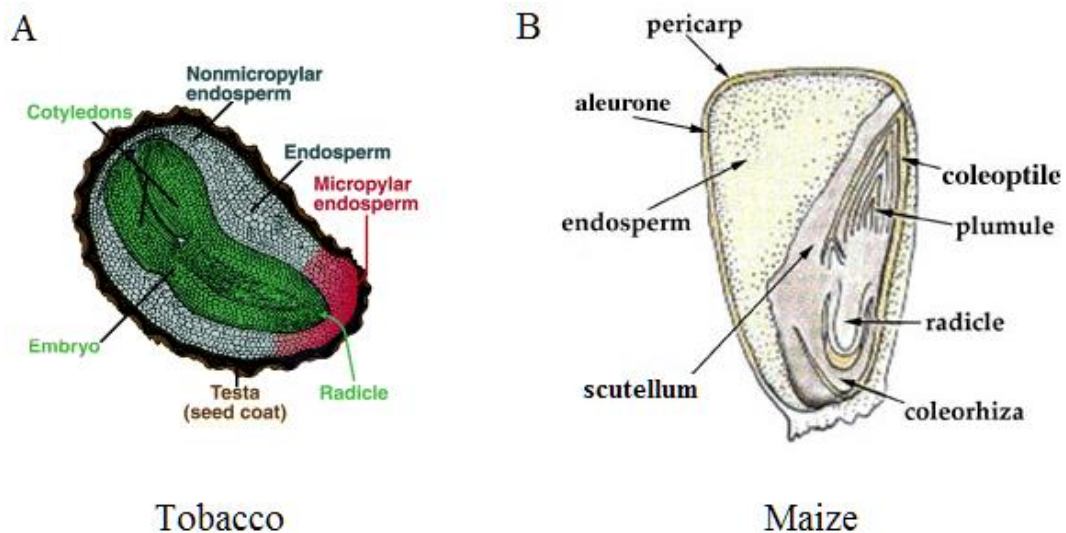 A
Nonmicropylar
endosperm
Cotyledons
Endosperm
Micropylar
endosperm
Embryo
Testa
(seed coat)
Radicle
Tobacco
B
pericarp
aleurone
coleoptile
plumule
endosperm
radicle
scutellum
coleorhiza
Maize